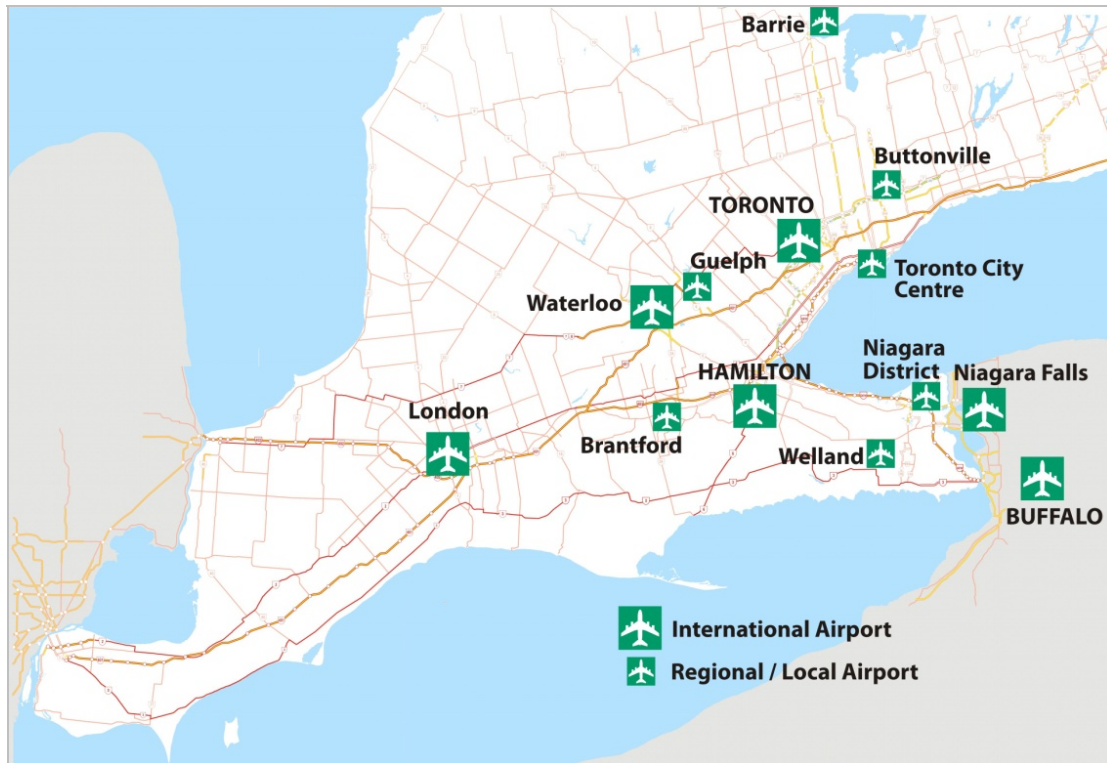 Barrie
Buttonville
TORONTO
Guelph
Toronto City
Centre
Waterloo
Niagara
District
HAMILTON
Niagara Falls
London
Brantford
Welland
BUFFALO
International Airport
Regional / Local Airport